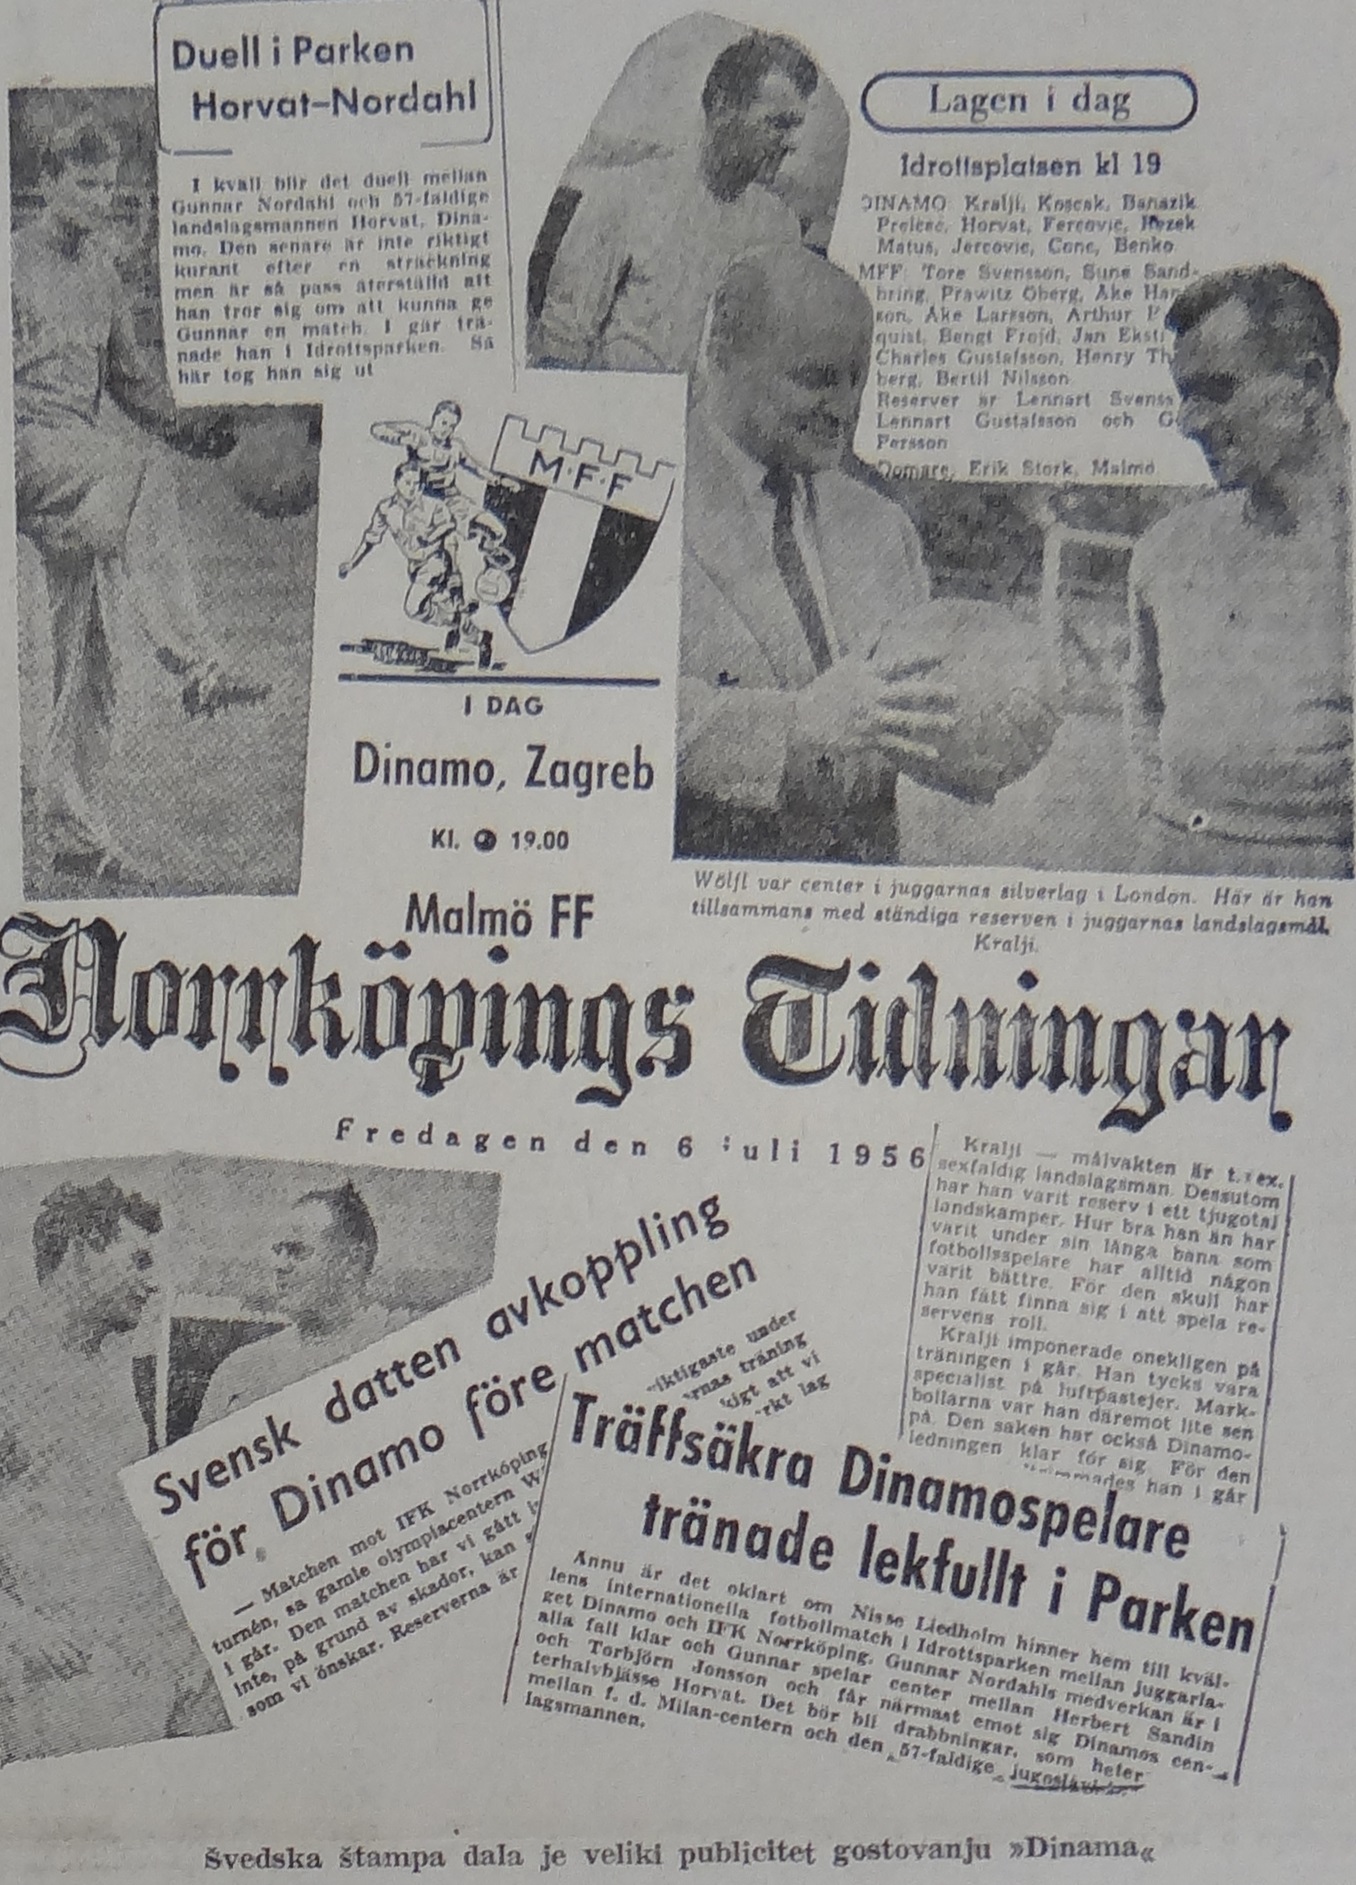 Duell i Parken
Horvat-Nordahl
I kväll blir det duell mellan
Gunnar Nordahl och 57-faldige
landslagsmannen Horvat, Dina-
mo. Den senare är inte riktigt
kurant efter en sträckning
men är så pass återställd att
han tror sig om att kunna ge
Gunnar en match. I går trä-
nade han i Idrottsparken. Så
här tog han sig ut
Lagen i dag
Idrottsplatsen kl 19
DINAMO: Kralji, Koscak, Banazik
Prelese, Horvat, Fercovic, Rezek
Matus, Jercovic, Conc, Benko
MFF: Tore Svensson, Sune Sand-
bring, Prawitz Öberg, Åke Han
son, Åke Larsson, Arthur
quist, Bengt Fröjd, Jan Ekstr
Charles Gustafsson, Henry Th
berg, Bertil Nilsson
Reserver är Lennart Svenss
Lennart Gustafsson och G
Persson
Domare, Erik Stork, Malmö
M·F·F
I DAG
Dinamo, Zagreb
Kl. 19.00
Malmö FF
Wölfl var center i juggarnas silverlag i London. Här är han
tillsammans med ständiga reserven i juggarnas landslagsmål,
Kralji.
Norrköpings Tidningar
Fredagen den 6 juli 1956
Kralji — målvakten är t. ex.
sexfaldig landslagsman. Dessutom
har han varit reserv i ett tjugotal
landskamper. Hur bra han än har
varit under sin långa bana som
fotbollsspelare har alltid någon
varit bättre. För den skull har
han fått finna sig i att spela re-
servens roll.
Kralji imponerade onekligen på
träningen i går. Han tycks vara
specialist på luftpastejer. Mark-
bollarna var han däremot lite sen
på. Den saken har också Dinamo-
ledningen klar för sig. För den
han i går
Svensk datten avkoppling
för Dinamo före matchen
— Matchen mot IFK Norrköping
turnén, sa gamle olympiacentern W
i går. Den matchen har vi gått i
inte, på grund av skador, kan s
som vi önskar. Reserverna är
iktigaste under
rnas träning
kigt att vi
rkt lag
Träffsäkra Dinamospelare
tränade lekfullt i Parken
Ännu är det oklart om Nisse Liedholm hinner hem till kväl-
lens internationella fotbollmatch i Idrottsparken mellan juggarla-
get Dinamo och IFK Norrköping. Gunnar Nordahls medverkan är i
alla fall klar och Gunnar spelar center mellan Herbert Sandin
och Torbjörn Jonsson och får närmast emot sig Dinamos cen-
terhalvbjässe Horvat. Det bör bli drabbningar, som heter
mellan f. d. Milan-centern och den 57-faldige
lagsmannen.
Švedska štampa dala je veliki publicitet gostovanju »Dinama«